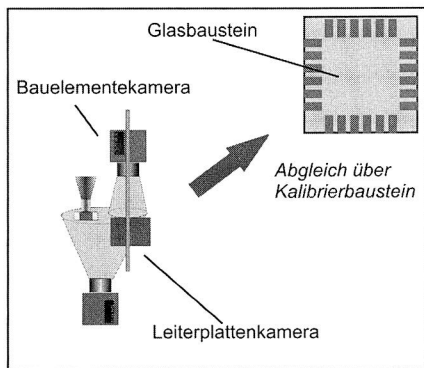 Glasbaustein
Bauelementekamera
Abgleich über
Kalibrierbaustein
Leiterplattenkamera